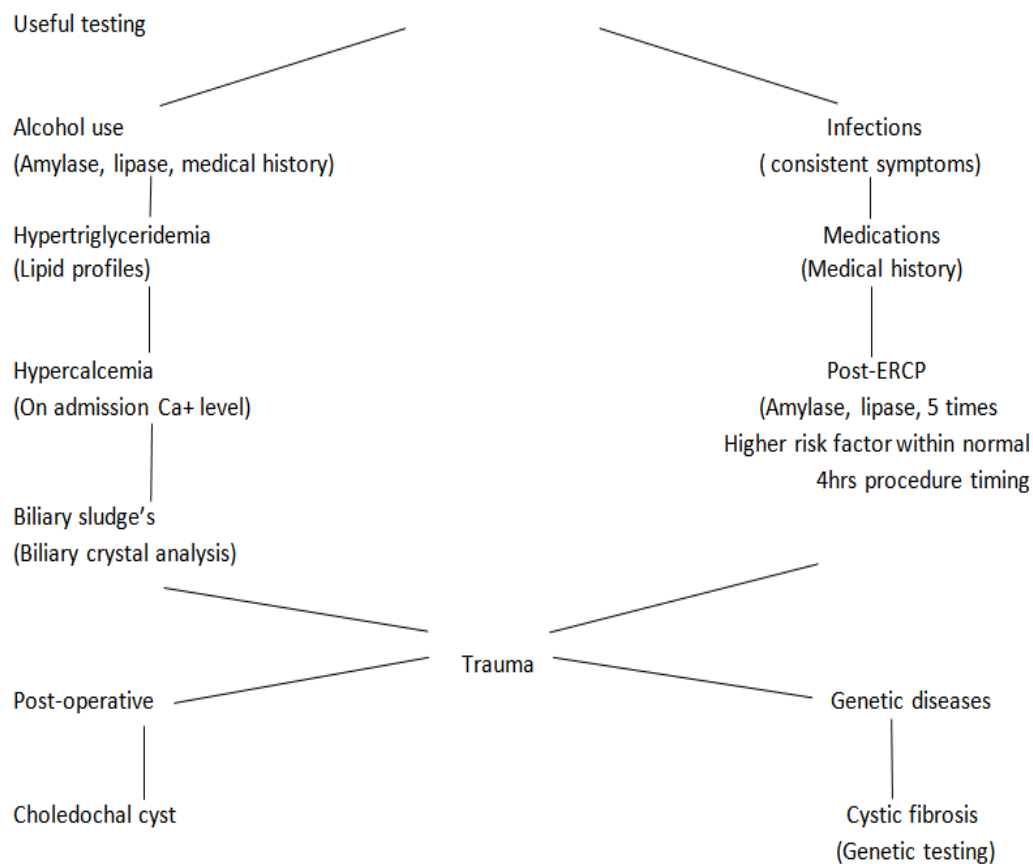 Useful testing
Alcohol use
(Amylase, lipase, medical history)
Infections
( consistent symptoms)
Hypertriglyceridemia
(Lipid profiles)
Medications
(Medical history)
Hypercalcemia
(On admission Ca+ level)
Post-ERCP
(Amylase, lipase, 5 times
Higher risk factor within normal
4hrs procedure timing
Biliary sludge's
(Biliary crystal analysis)
Trauma
Post-operative
Genetic diseases
Choledochal cyst
Cystic fibrosis
(Genetic testing)